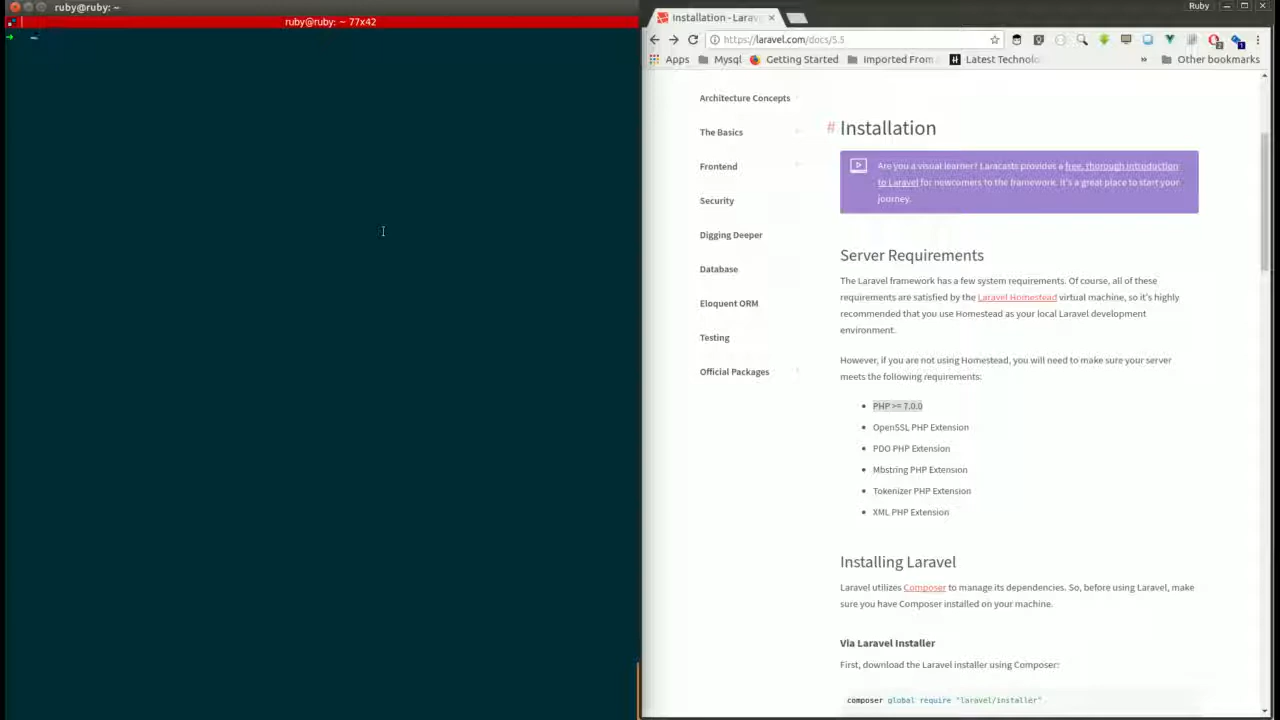 ruby@ruby: ~
ruby@ruby: ~ 77x42
~
Ruby
Installation - Larav
https://laravel.com/docs/5.5
Apps
Mysql
Getting Started
Imported From
Latest Technolo
»
Other bookmarks
Architecture Concepts
The Basics
Frontend
Security
Digging Deeper
Database
Eloquent ORM
Testing
Official Packages
# Installation
Are you a visual learner? Laracasts provides a free, thorough introduction
to Laravel for newcomers to the framework. It's a great place to start your
journey.
Server Requirements
The Laravel framework has a few system requirements. Of course, all of these
requirements are satisfied by the Laravel Homestead virtual machine, so it's highly
recommended that you use Homestead as your local Laravel development
environment.
However, if you are not using Homestead, you will need to make sure your server
meets the following requirements:
• PHP >= 7.0.0
• OpenSSL PHP Extension
• PDO PHP Extension
• Mbstring PHP Extension
• Tokenizer PHP Extension
• XML PHP Extension
Installing Laravel
Laravel utilizes Composer to manage its dependencies. So, before using Laravel, make
sure you have Composer installed on your machine.
Via Laravel Installer
First, download the Laravel installer using Composer:
composer global require "laravel/installer"